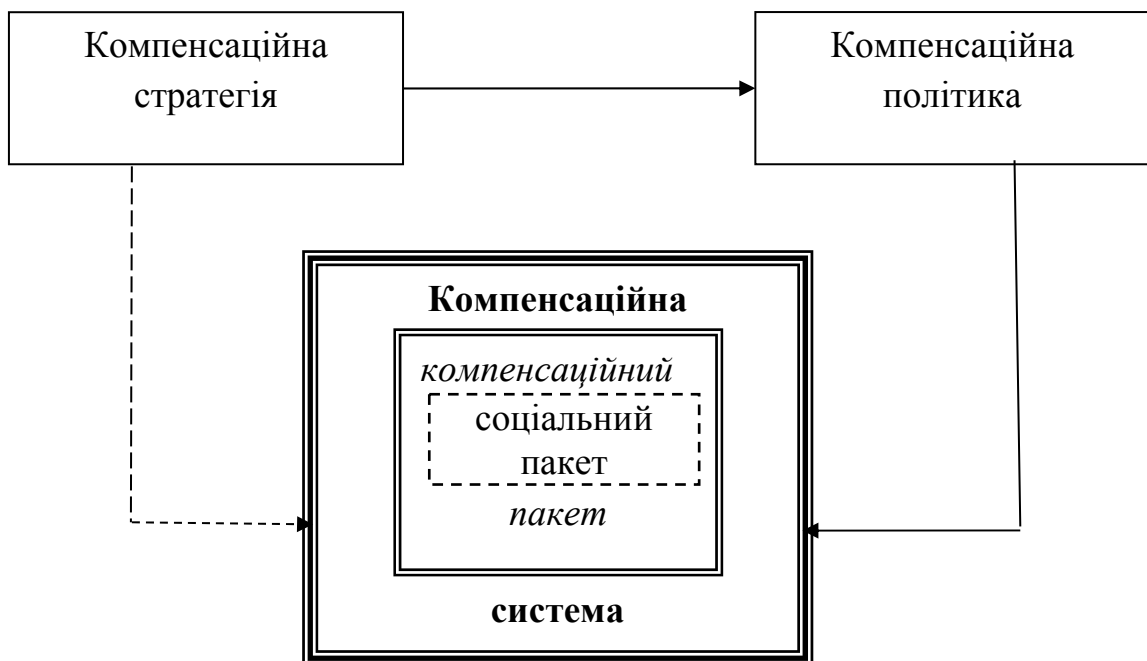 Компенсаційна
стратегія
Компенсаційна
політика
Компенсаційна
компенсаційний
соціальний
пакет
пакет
система